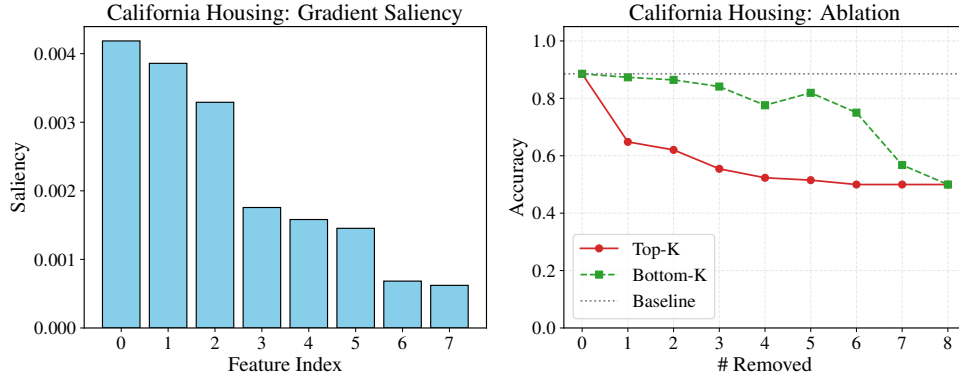 California Housing: Gradient Saliency
Saliency
0.004
0.003
0.002
0.001
0.000
0 1 2 3 4 5 6 7
Feature Index
California Housing: Ablation
Accuracy
1.0
0.8
0.6
0.4
0.2
0.0
Top-K
Bottom-K
Baseline
0 1 2 3 4 5 6 7 8
# Removed